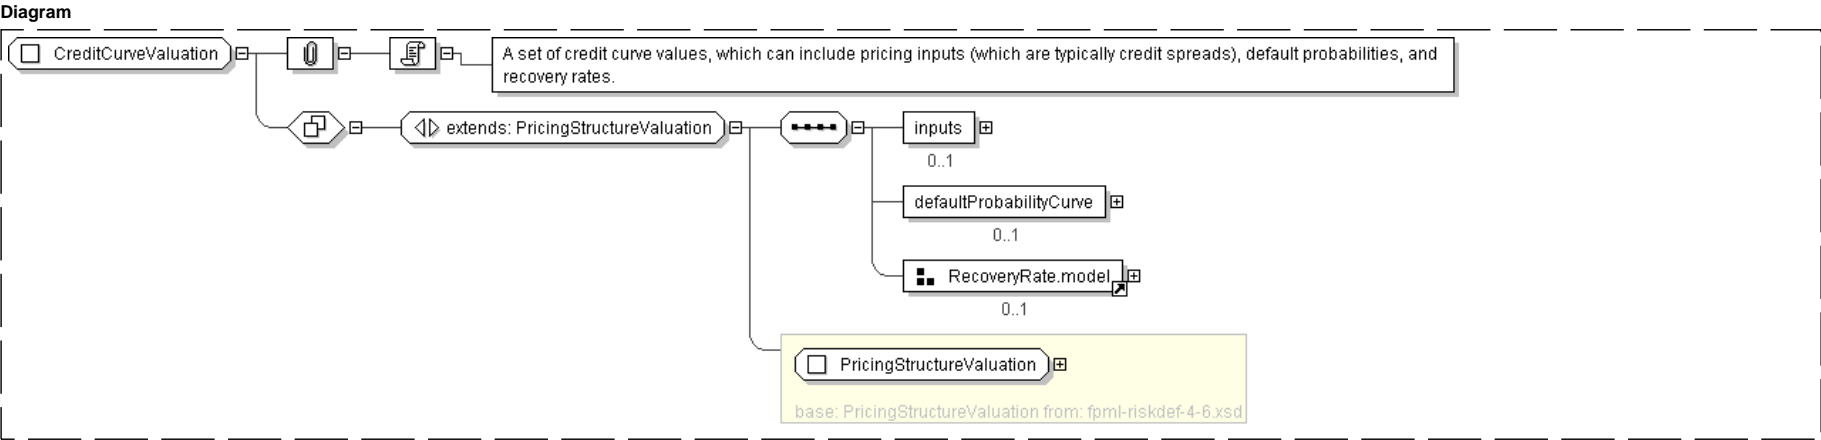 Diagram
CreditCurveValuation
A set of credit curve values, which can include pricing inputs (which are typically credit spreads), default probabilities, and
recovery rates.
extends: PricingStructureValuation
inputs
0..1
defaultProbabilityCurve
0..1
RecoveryRate.model
0..1
PricingStructureValuation
base: PricingStructureValuation from: fpml-riskdef-4-6.xsd